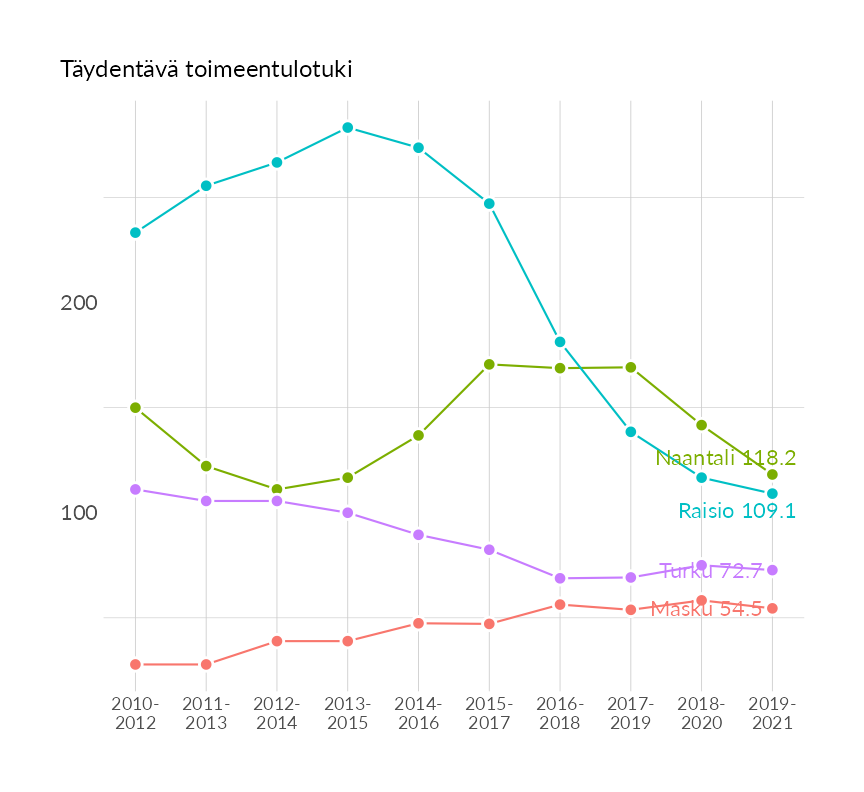 Täydentävä toimeentulotuki
200
100
Naantali 118.2
Raisio 109.1
Turku 72.7
Masku 54.5
2010- 2011- 2012- 2013- 2014- 2015- 2016- 2017- 2018- 2019-
2012 2013 2014 2015 2016 2017 2018 2019 2020 2021